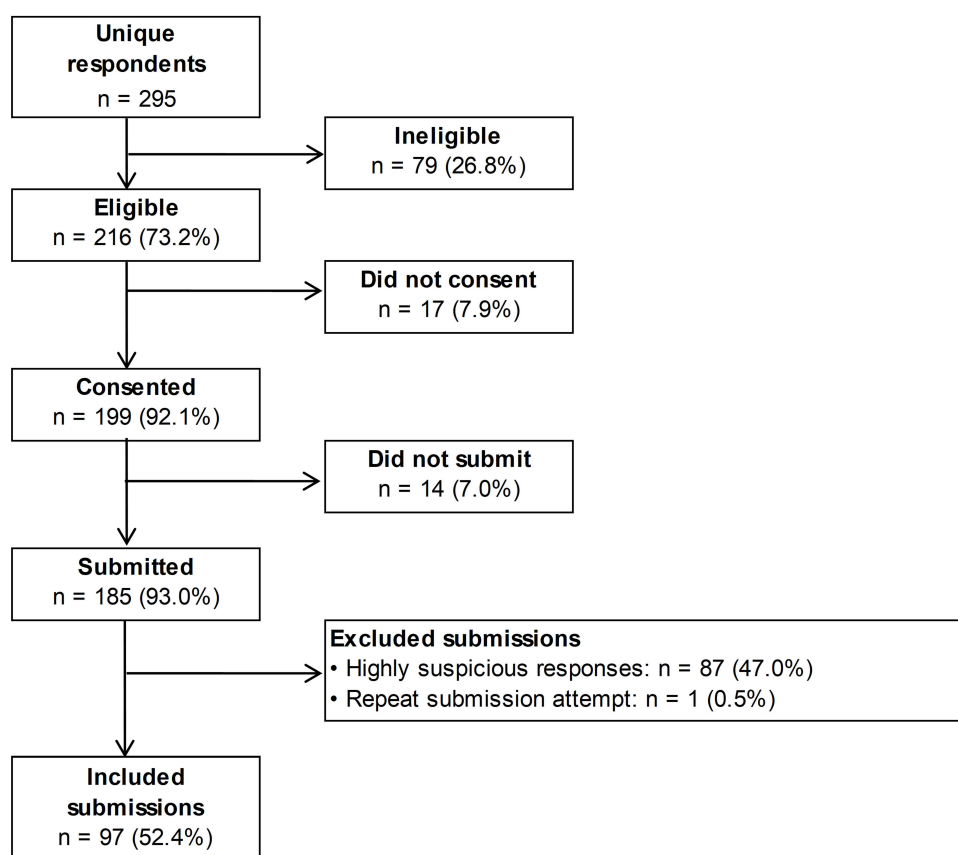 Unique
respondents
n = 295
Ineligible
n = 79 (26.8%)
Eligible
n = 216 (73.2%)
Did not consent
n = 17 (7.9%)
Consented
n = 199 (92.1%)
Did not submit
n = 14 (7.0%)
Submitted
n = 185 (93.0%)
Excluded submissions
• Highly suspicious responses: n = 87 (47.0%)
• Repeat submission attempt: n = 1 (0.5%)
Included
submissions
n = 97 (52.4%)